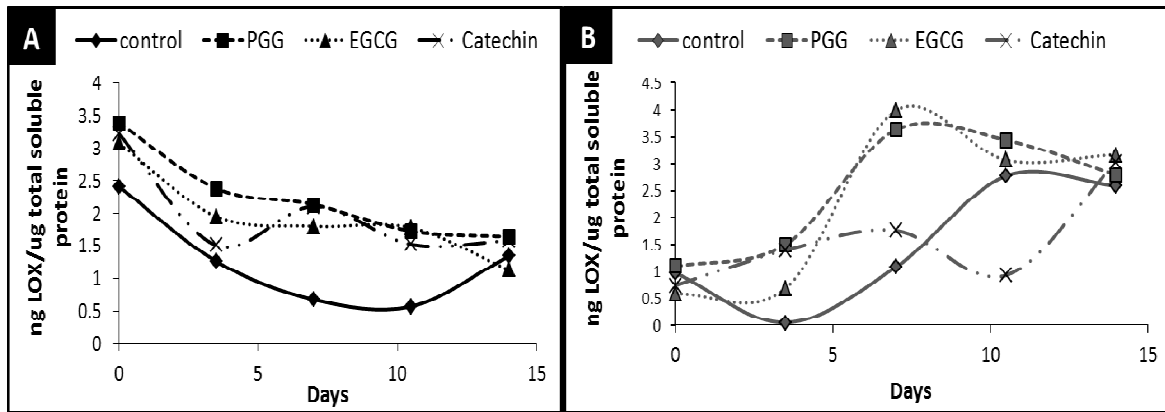 A
control PGG EGCG Catechin
ng LOX/ug total soluble
protein
4
3.5
3
2.5
2
1.5
1
0.5
0
0 5 10 15
Days
B
control PGG EGCG Catechin
ng LOX/ug total soluble
protein
4.5
4
3.5
3
2.5
2
1.5
1
0.5
0
0 5 10 15
Days